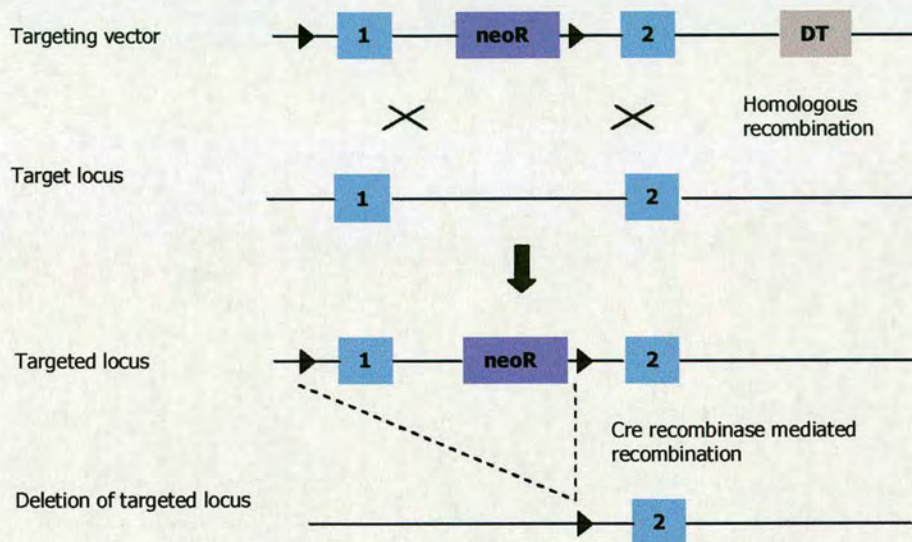 Targeting vector
1 neoR 2 DT
Homologous
recombination
Target locus
1 2
Targeted locus
1 neoR 2
Cre recombinase mediated
recombination
Deletion of targeted locus
2